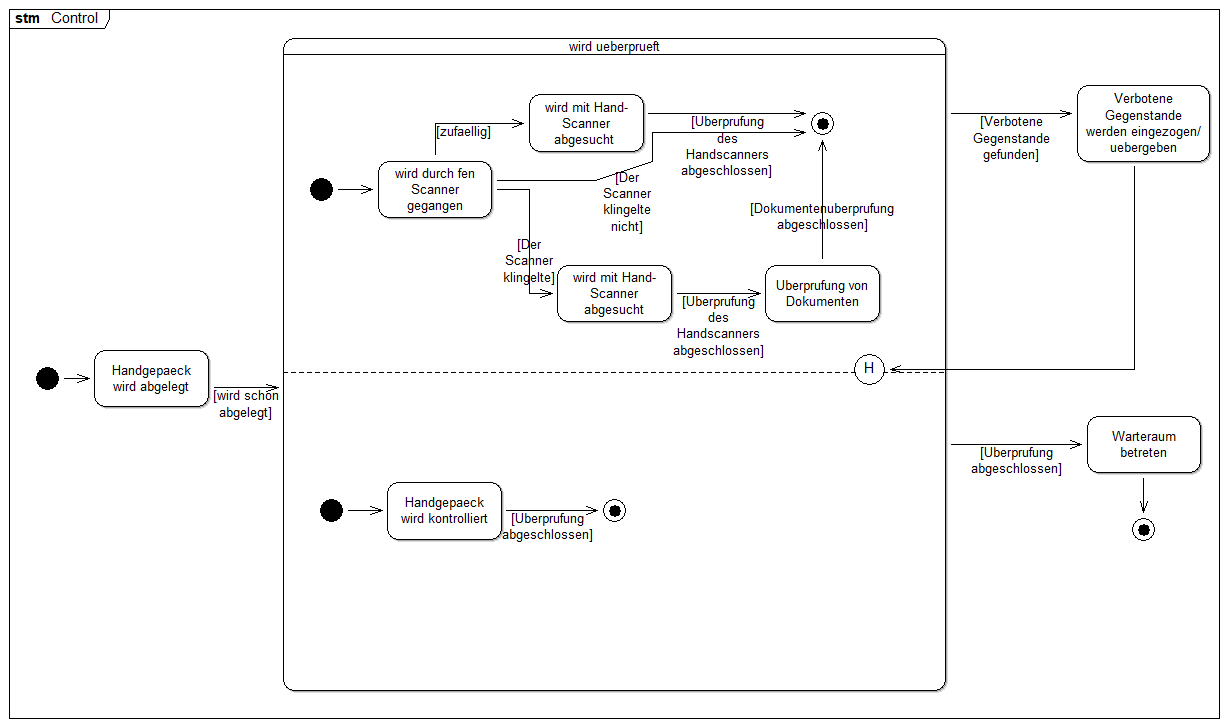 stm Control
wird ueberprueft
wird mit Hand-
Scanner
abgesucht
[zufaellig]
[Uberprufung
des
Handscanners
abgeschlossen]
Verbotene
Gegenstande
werden eingezogen/
uebergeben
[Verbotene
Gegenstande
gefunden]
wird durch fen
Scanner
gegangen
[Der
Scanner
klingelte
nicht]
[Dokumentenuberprufung
abgeschlossen]
[Der
Scanner
klingelte]
wird mit Hand-
Scanner
abgesucht
[Uberprufung
des
Handscanners
abgeschlossen]
Uberprufung von
Dokumenten
Handgepaeck
wird abgelegt
[wird schon
abgelegt]
H
Warteraum
betreten
[Uberprufung
abgeschlossen]
Handgepaeck
wird kontrolliert
[Uberprufung
abgeschlossen]